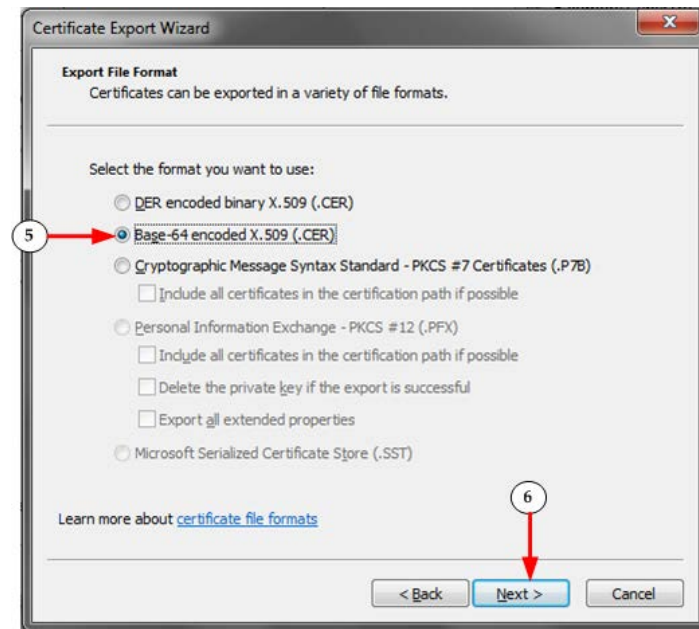 Certificate Export Wizard
Export File Format
Certificates can be exported in a variety of file formats.
Select the format you want to use:
DER encoded binary X.509 (.CER)
5
Base-64 encoded X.509 (.CER)
Cryptographic Message Syntax Standard - PKCS #7 Certificates (.P7B)
Include all certificates in the certification path if possible
Personal Information Exchange - PKCS #12 (.PFX)
Include all certificates in the certification path if possible
Delete the private key if the export is successful
Export all extended properties
Microsoft Serialized Certificate Store (.SST)
6
Learn more about certificate file formats
< Back
Next >
Cancel